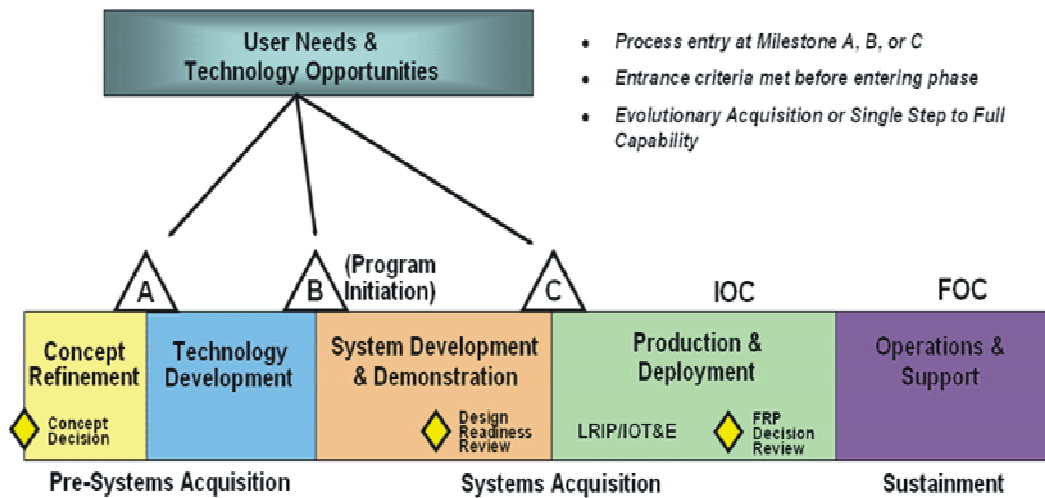 User Needs &
Technology Opportunities
• Process entry at Milestone A, B, or C
• Entrance criteria met before entering phase
• Evolutionary Acquisition or Single Step to Full
Capability
A
B
(Program
Initiation)
C
IOC
FOC
Concept
Refinement
Concept
Decision
Technology
Development
System Development
& Demonstration
Design
Readiness
Review
Production &
Deployment
LRIP/IOT&E
FRP
Decision
Review
Operations &
Support
Pre-Systems Acquisition
Systems Acquisition
Sustainment